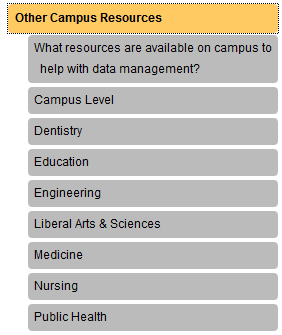 Other Campus Resources
What resources are available on campus to
help with data management?
Campus Level
Dentistry
Education
Engineering
Liberal Arts & Sciences
Medicine
Nursing
Public Health